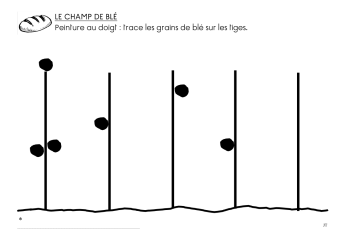 LE CHAMP DE BLÉ
Peinture au doigt : trace les grains de blé sur les tiges.